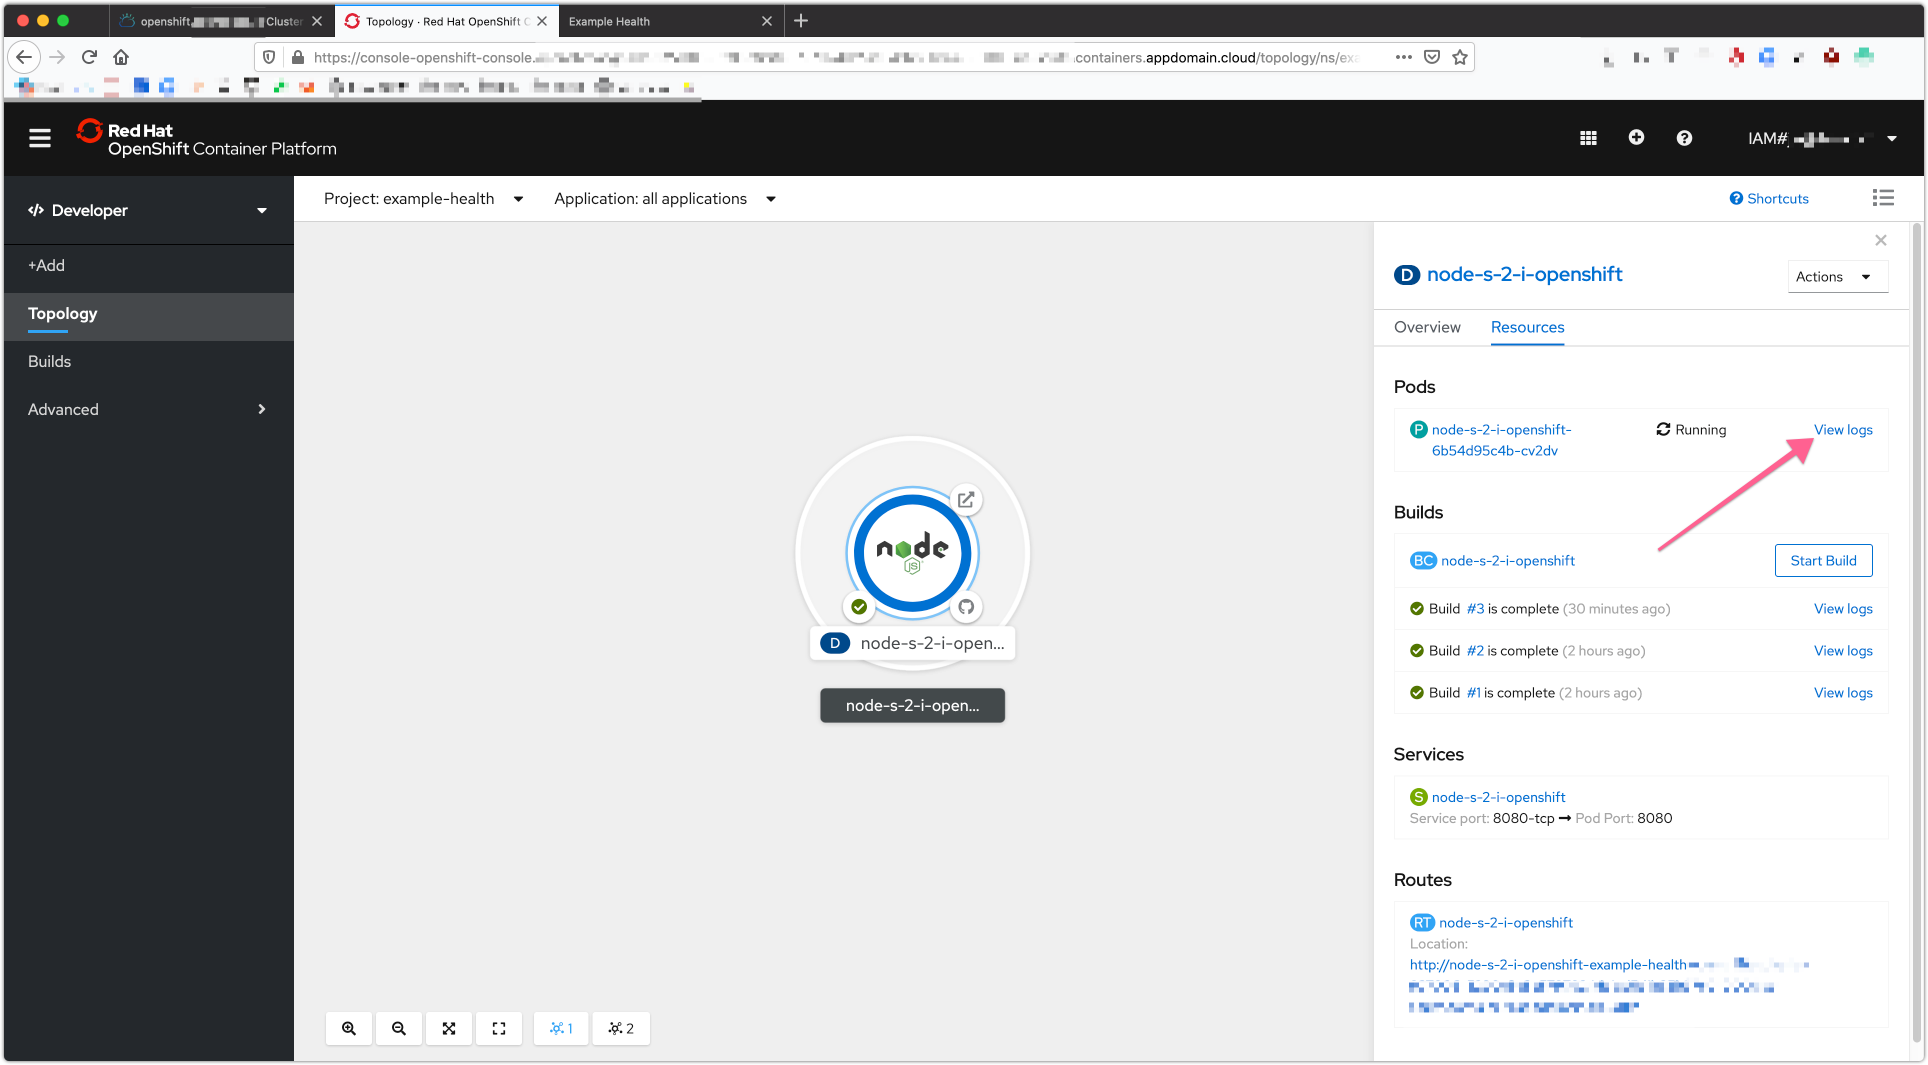 openshift Cluster
Topology · Red Hat OpenShift C
Example Health
https://console-openshift-console. containers.appdomain.cloud/topology/ns/exa
Red Hat
OpenShift Container Platform
IAM#
Developer
Project: example-health
Application: all applications
Shortcuts
+Add
Topology
Builds
Advanced
node
JS
D node-s-2-i-open...
node-s-2-i-open...
1
2
D node-s-2-i-openshift
Actions
Overview
Resources
Pods
P node-s-2-i-openshift-
6b54d95c4b-cv2dv
Running
View logs
Builds
BC node-s-2-i-openshift
Start Build
Build #3 is complete (30 minutes ago)
View logs
Build #2 is complete (2 hours ago)
View logs
Build #1 is complete (2 hours ago)
View logs
Services
S node-s-2-i-openshift
Service port: 8080-tcp → Pod Port: 8080
Routes
RT node-s-2-i-openshift
Location:
http://node-s-2-i-openshift-example-health